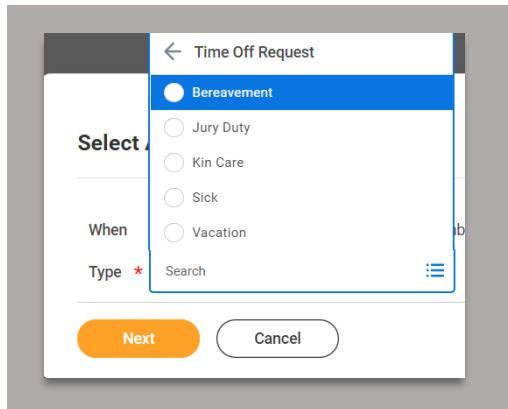 Time Off Request
Bereavement
Jury Duty
Select
Kin Care
Sick
When
Vacation
Type *
Search
Next
Cancel